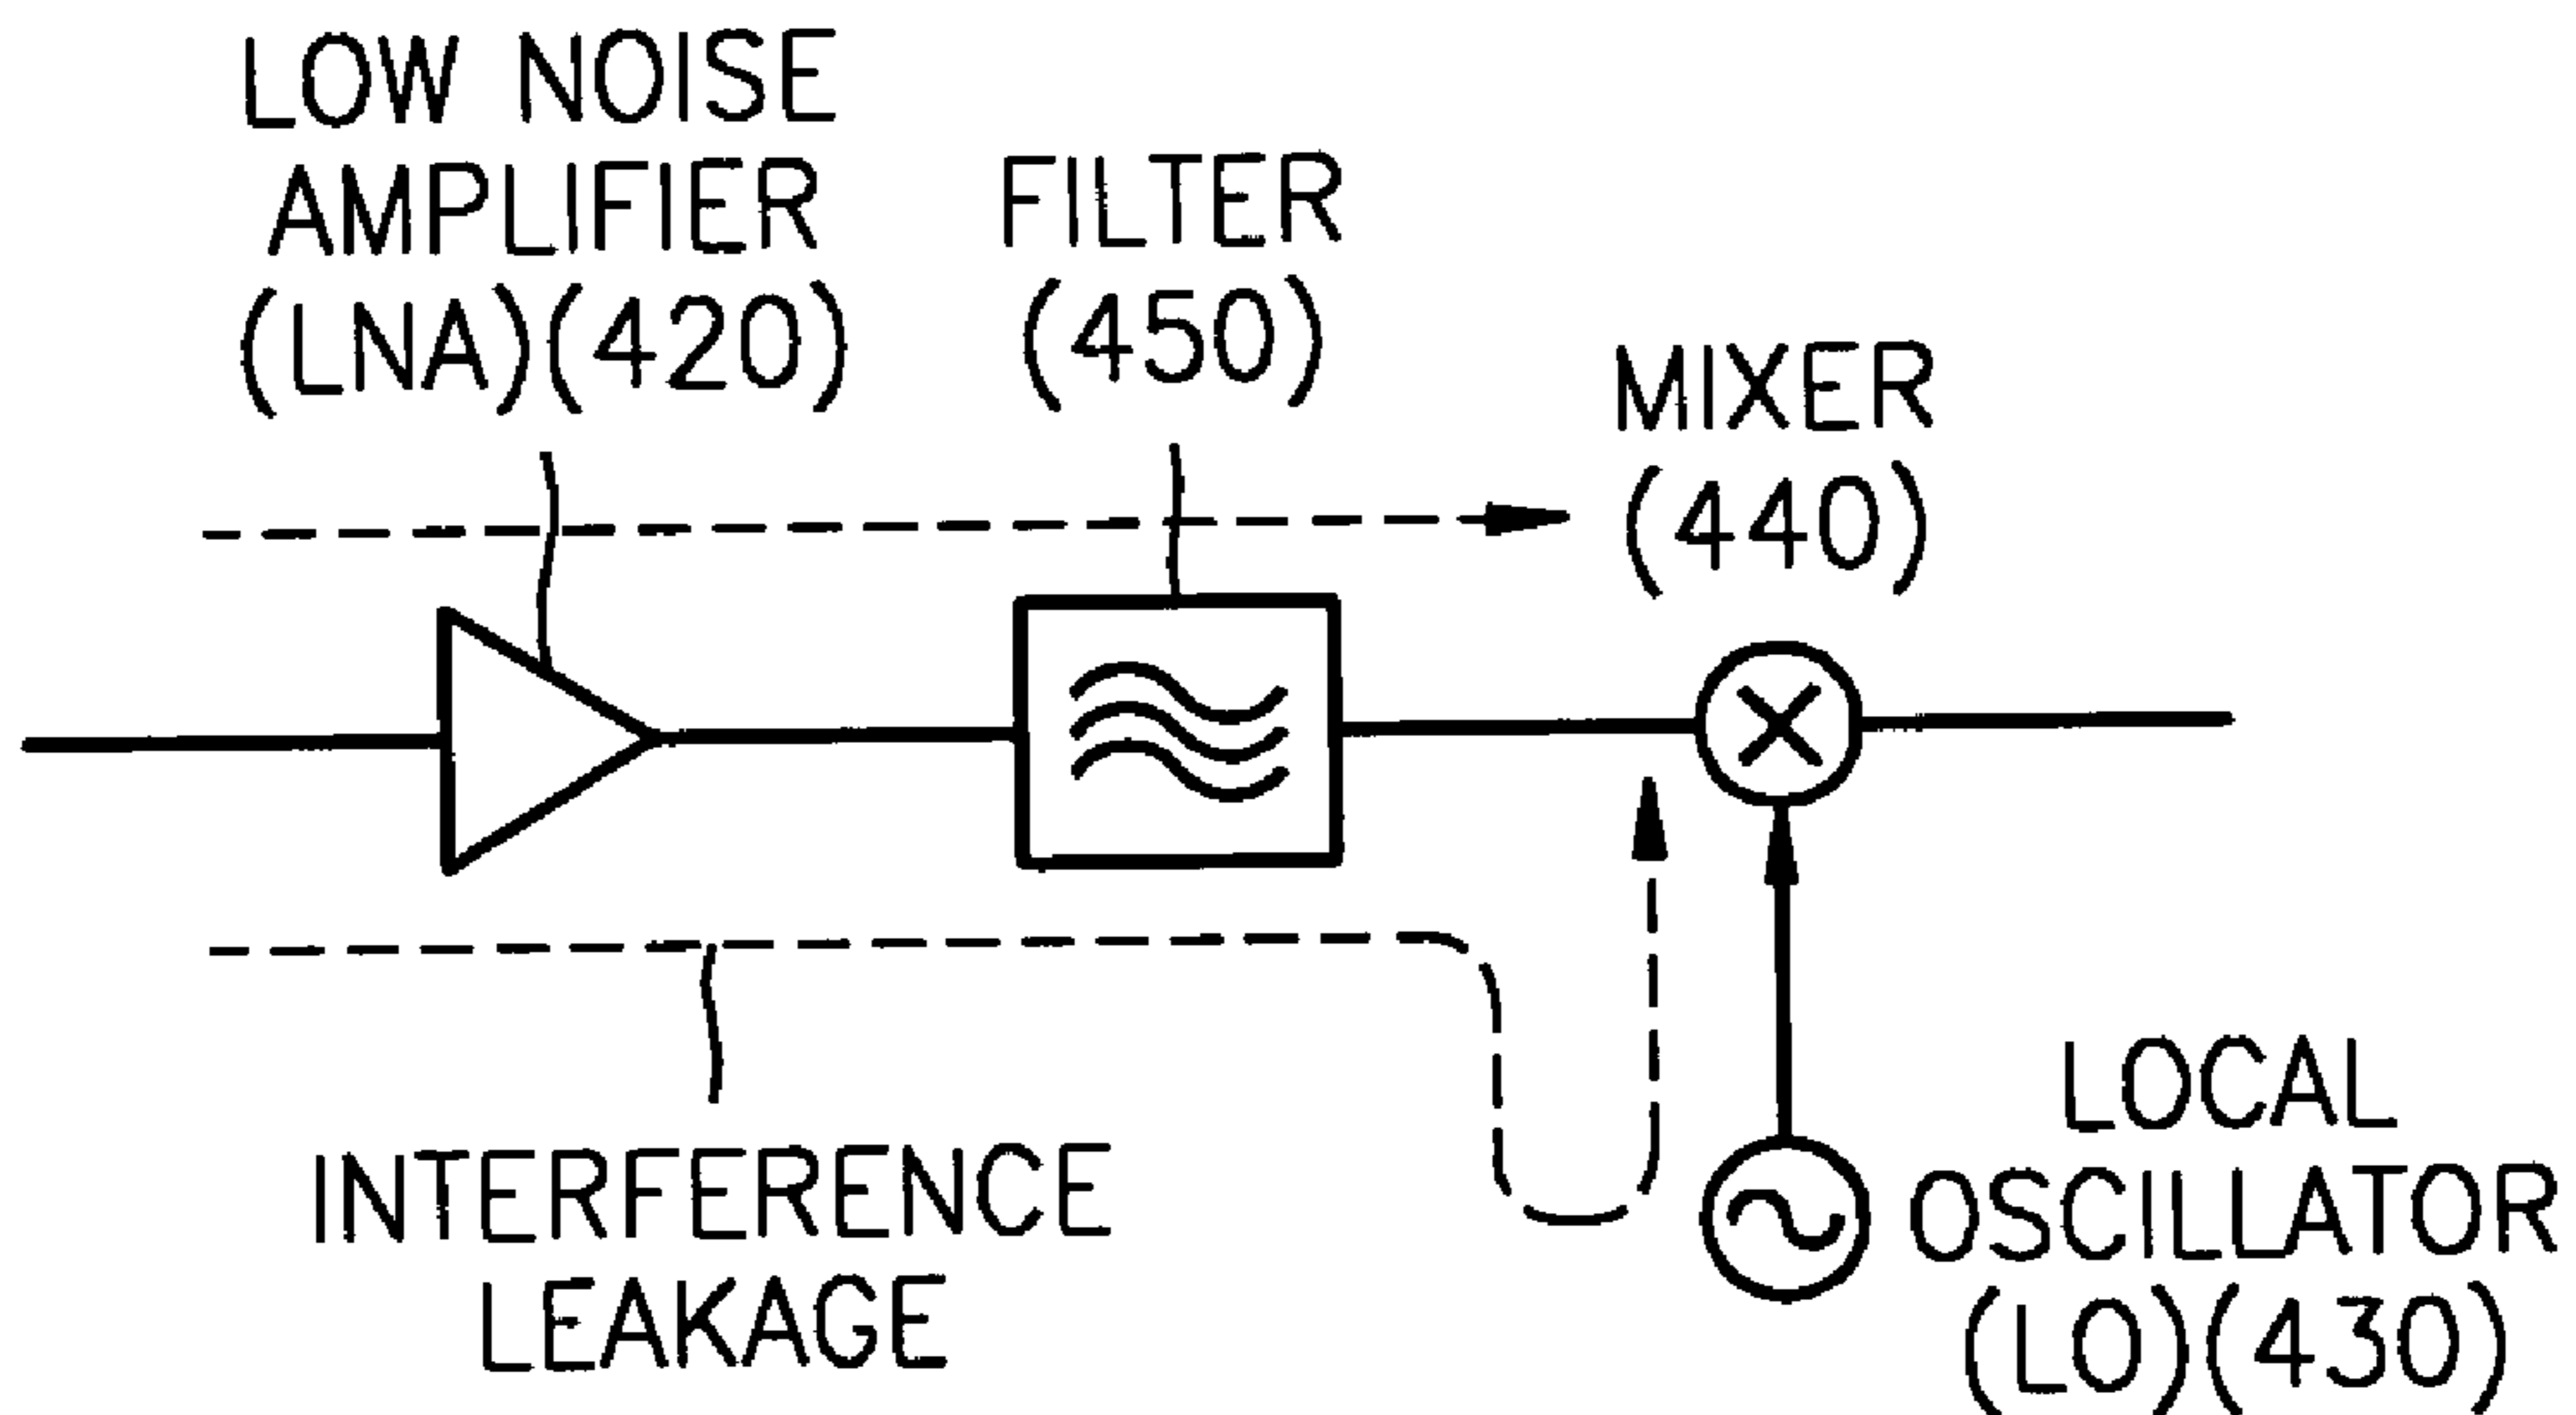 LOW NOISE
AMPLIFIER
(LNA)(420)
FILTER
(450)
MIXER
(440)
INTERFERENCE
LEAKAGE
LOCAL
OSCILLATOR
(LO)(430)